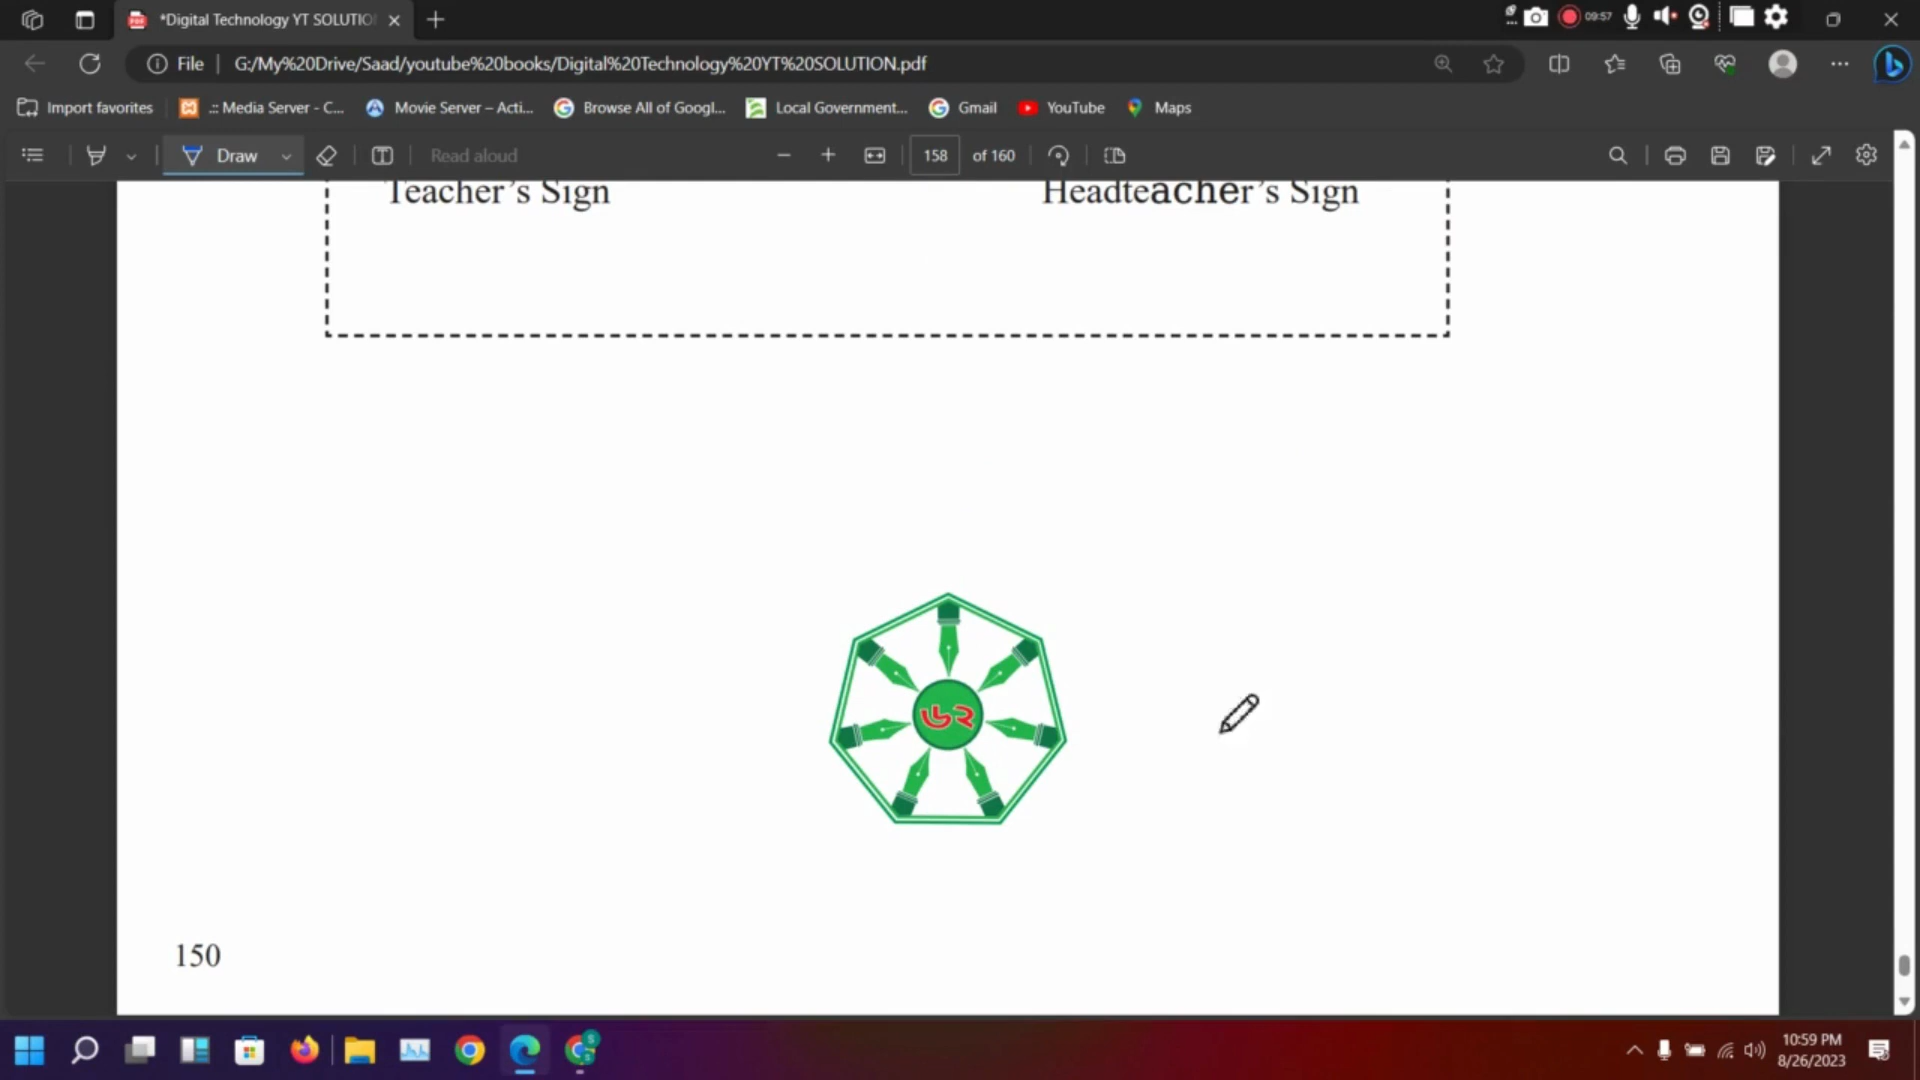 *Digital Technology YT SOLUTIO
09:57
File
G:/My%20Drive/Saad/youtube%20books/Digital%20Technology%20YT%20SOLUTION.pdf
Import favorites
.:: Media Server - C...
Movie Server – Acti...
Browse All of Googl...
Local Government...
Gmail
YouTube
Maps
Draw
Read aloud
158
of 160
Teacher’s Sign
Headteacher’s Sign
150
10:59 PM
8/26/2023